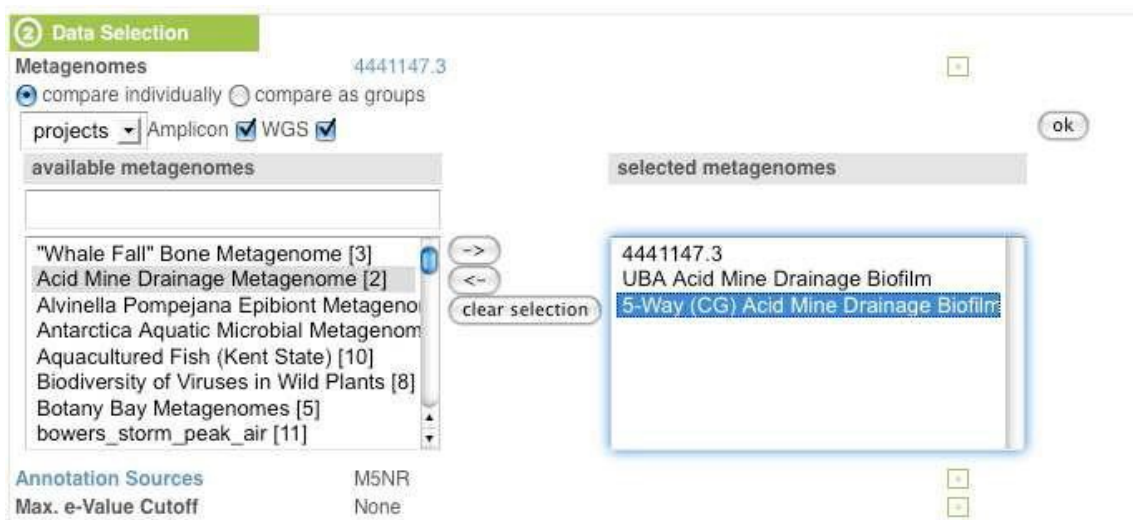 2 Data Selection
Metagenomes 4441147.3
compare individually compare as groups
projects Amplicon WGS
ok
available metagenomes
selected metagenomes
"Whale Fall" Bone Metagenome [3]
Acid Mine Drainage Metagenome [2]
Alvinella Pompejana Epibiont Metageno
Antarctica Aquatic Microbial Metagenom
Aquacultured Fish (Kent State) [10]
Biodiversity of Viruses in Wild Plants [8]
Botany Bay Metagenomes [5]
bowers_storm_peak_air [11]
->
<-
clear selection
4441147.3
UBA Acid Mine Drainage Biofilm
5-Way (CG) Acid Mine Drainage Biofilm
Annotation Sources M5NR
Max. e-Value Cutoff None